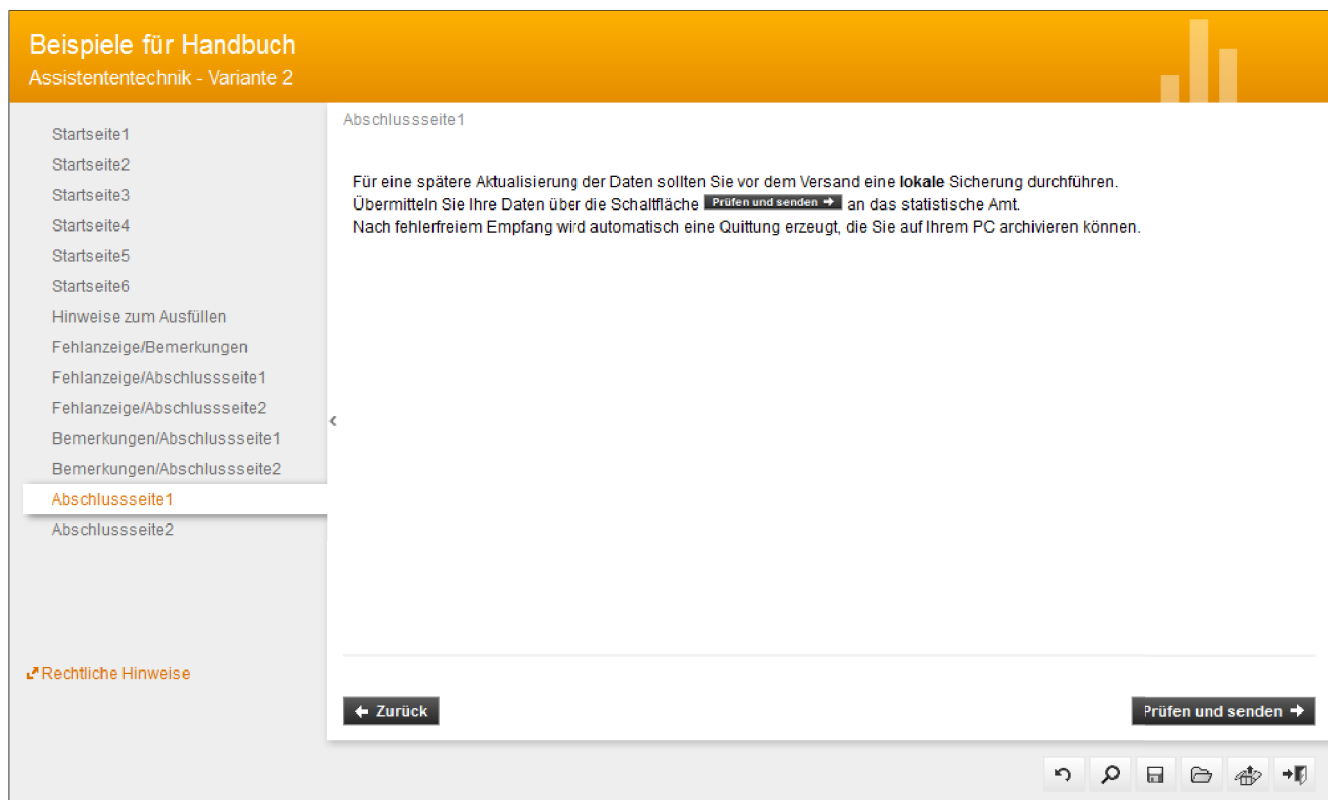 Beispiele für Handbuch
Assistententechnik - Variante 2
Startseite1
Startseite2
Startseite3
Startseite4
Startseite5
Startseite6
Hinweise zum Ausfüllen
Fehlanzeige/Bemerkungen
Fehlanzeige/Abschlussseite1
Fehlanzeige/Abschlussseite2
Bemerkungen/Abschlussseite1
Bemerkungen/Abschlussseite2
Abschlussseite1
Abschlussseite2
Rechtliche Hinweise
Abschlussseite1
Für eine spätere Aktualisierung der Daten sollten Sie vor dem Versand eine lokale Sicherung durchführen.
Übermitteln Sie Ihre Daten über die Schaltfläche Prüfen und senden an das statistische Amt.
Nach fehlerfreiem Empfang wird automatisch eine Quittung erzeugt, die Sie auf Ihrem PC archivieren können.
Zurück
Prüfen und senden